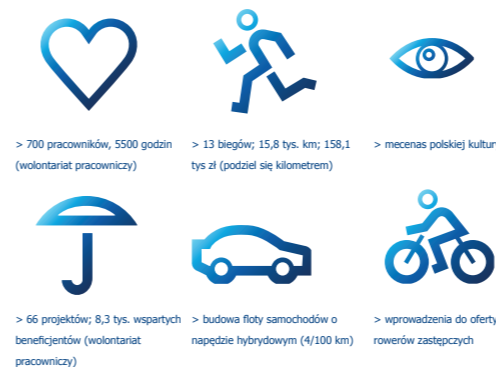 > 700 pracowników, 5500 godzin
(wolontariat pracowniczy)
> 13 biegów; 15,8 tys. km; 158,1
tys zł (podziel się kilometrem)
> mecenas polskiej kultury
> 66 projektów; 8,3 tys. wspartych
beneficjentów (wolontariat
pracowniczy)
> budowa floty samochodów o
napędzie hybrydowym (4/100 km)
> wprowadzenia do oferty
rowerów zastępczych